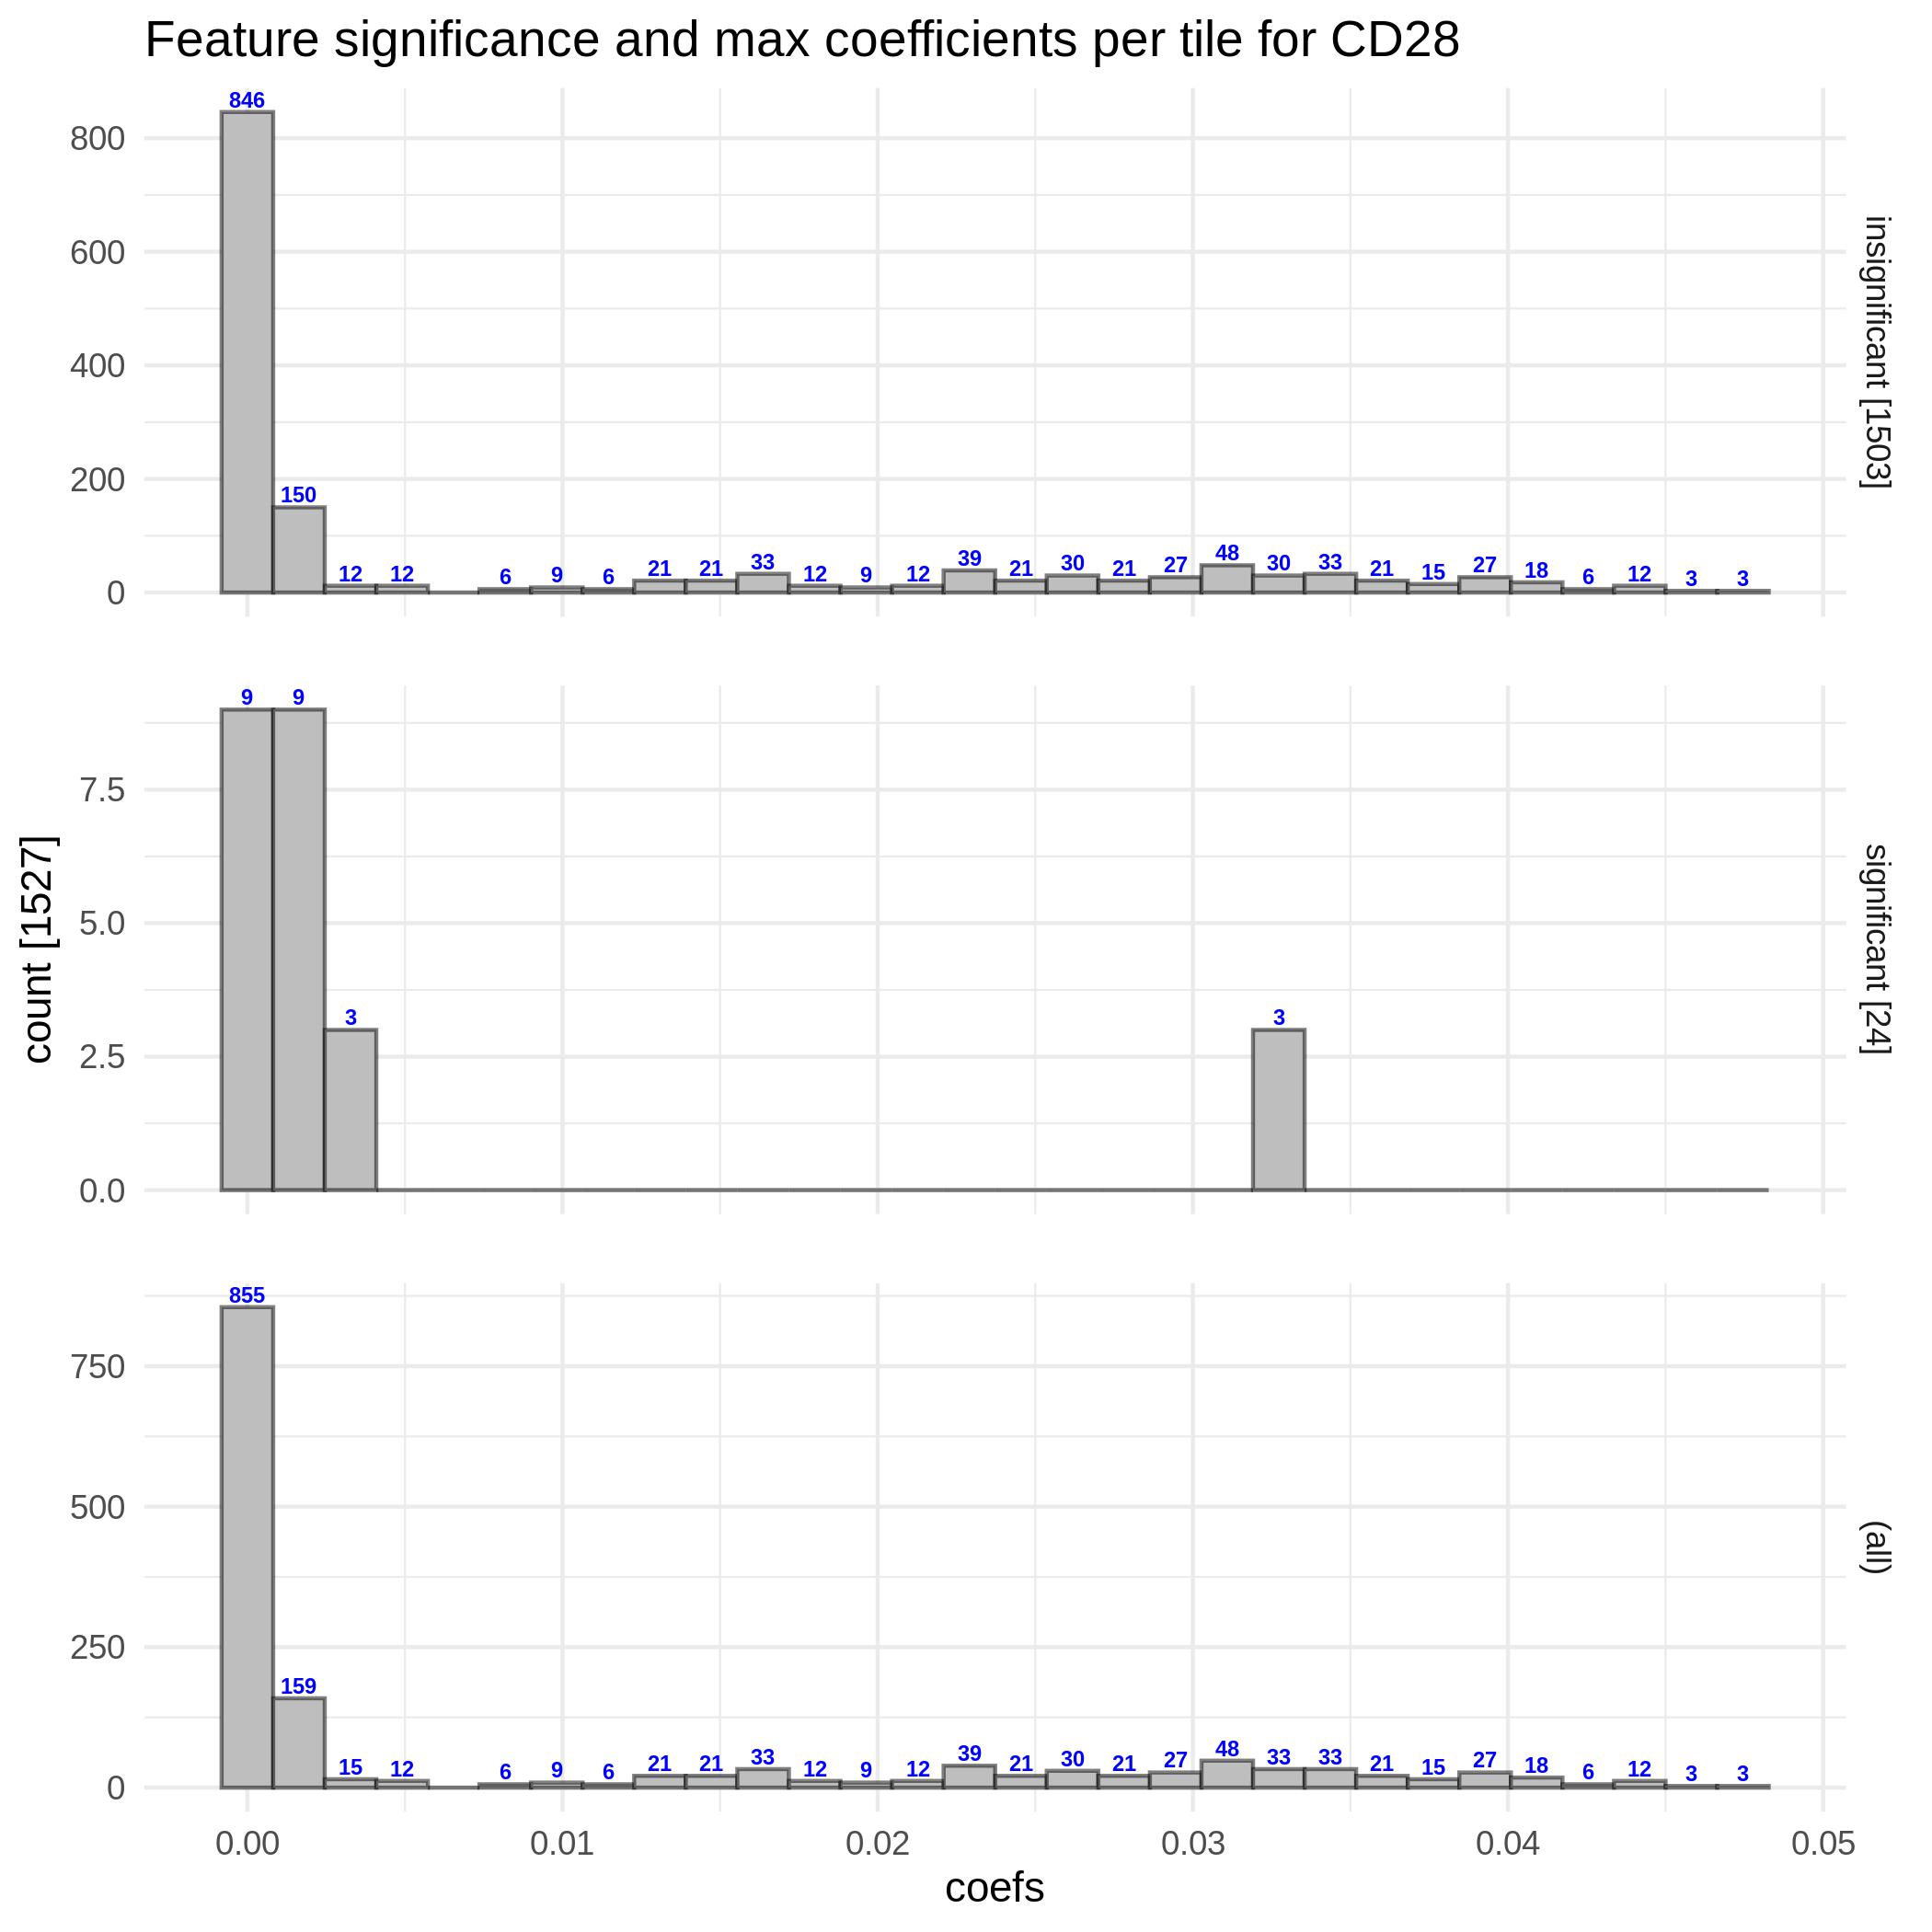 Feature significance and max coefficients per tile for CD28
846
800
600
400
200
0
150 12 12 6 9 6 21 21 33 12 9 12 39 21 30 21 27 48 30 33 21 15 27 18 6 12 3 3
insignificant [1503]
9 9 3 3
7.5
5.0
2.5
0.0
significant [24]
count [1527]
855
750
500
250
0
159 15 12 6 9 6 21 21 33 12 9 12 39 21 30 21 27 48 33 33 21 15 27 18 6 12 3 3
(all)
0.00 0.01 0.02 0.03 0.04 0.05
coefs